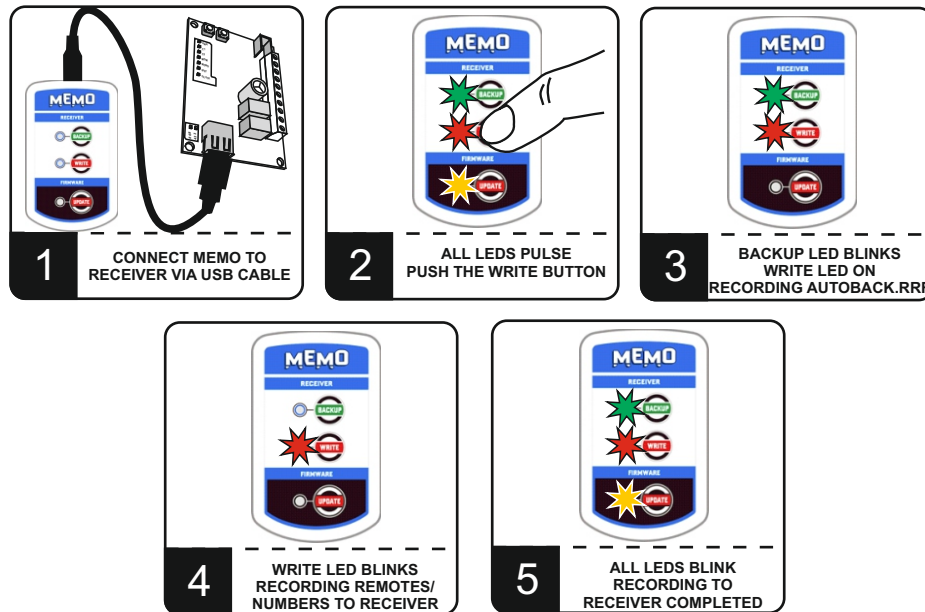 MEMO
RECEIVER
BACKUP
WRITE
FIRMWARE
UPDATE
1
CONNECT MEMO TO
RECEIVER VIA USB CABLE
MEMO
RECEIVER
BACKUP
FIRMWARE
UPDATE
2
ALL LEDS PULSE
PUSH THE WRITE BUTTON
MEMO
RECEIVER
BACKUP
WRITE
FIRMWARE
UPDATE
3
BACKUP LED BLINKS
WRITE LED ON
RECORDING AUTOBACK.RRF
MEMO
RECEIVER
BACKUP
WRITE
FIRMWARE
UPDATE
4
WRITE LED BLINKS
RECORDING REMOTES/
NUMBERS TO RECEIVER
MEMO
RECEIVER
BACKUP
WRITE
FIRMWARE
UPDATE
5
ALL LEDS BLINK
RECORDING TO
RECEIVER COMPLETED